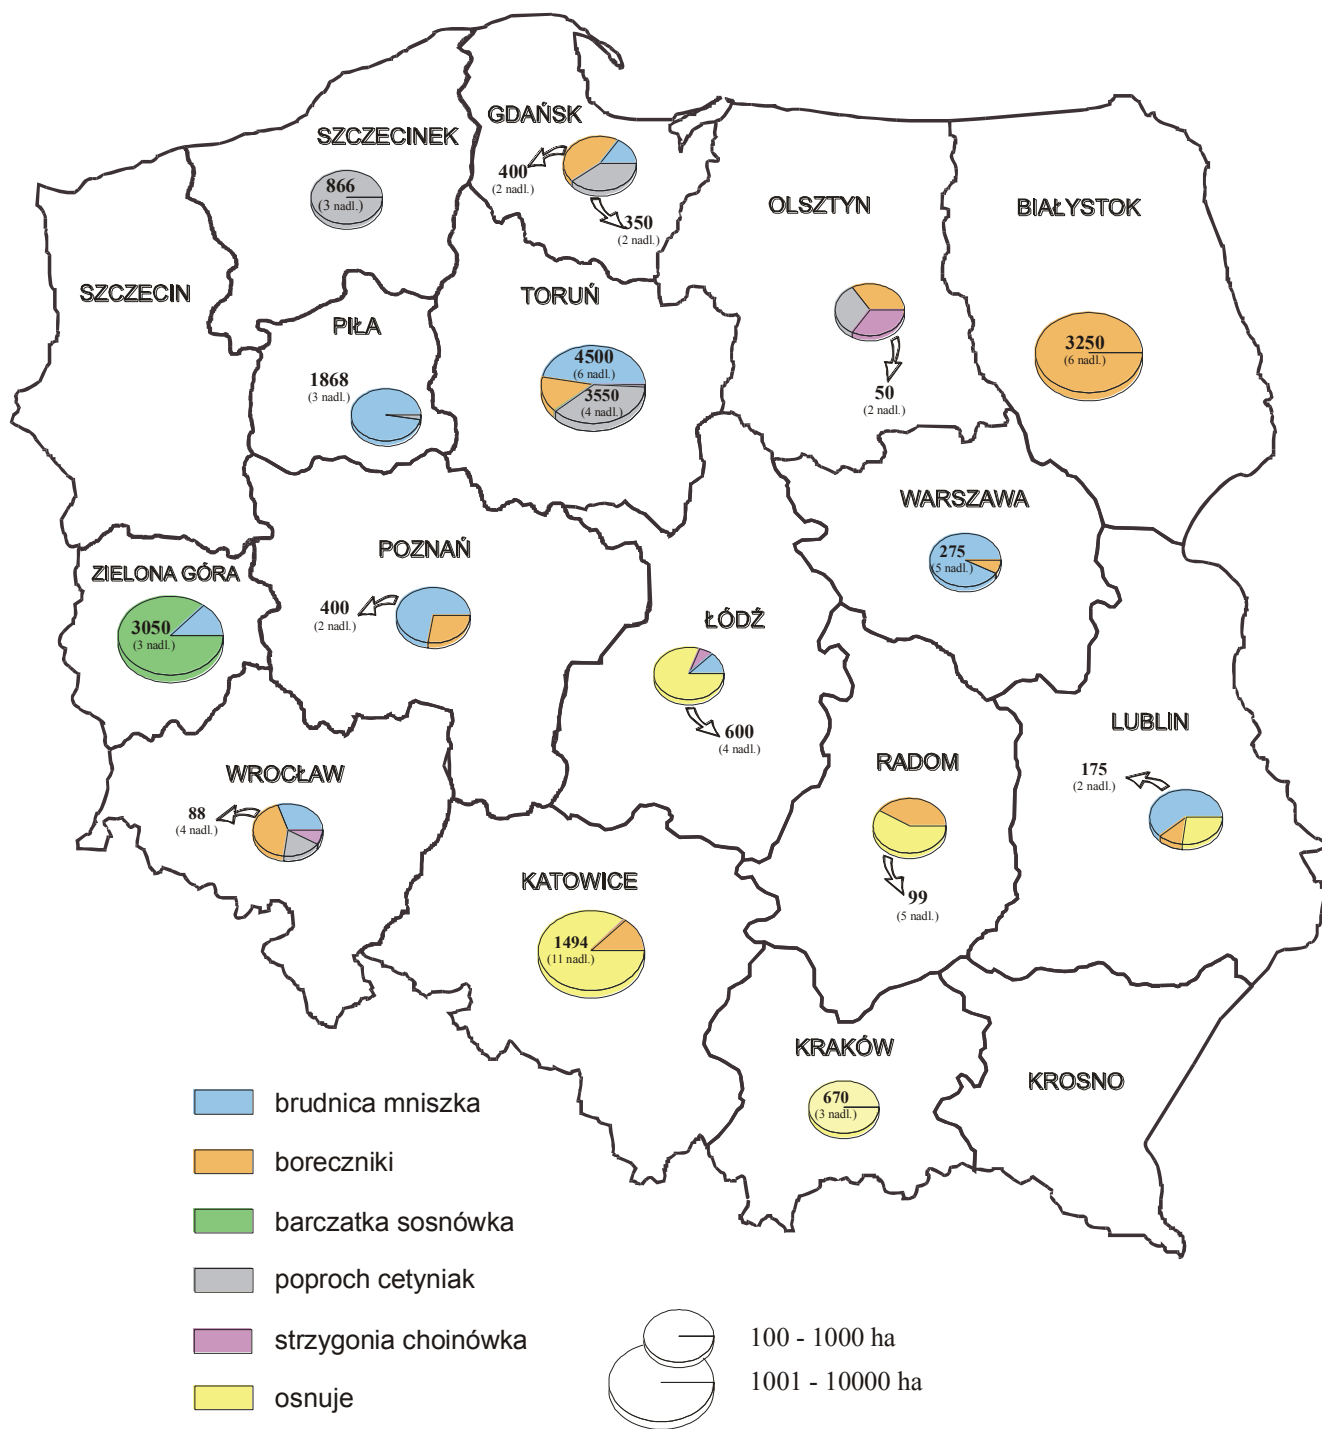 GDAŃSK
SZCZECINEK
400
(2 nadl.)
866
(3 nadl.)
350
(2 nadl.)
OLSZTYN
BIAŁYSTOK
SZCZECIN
TORUŃ
PIŁA
4500
(6 nadl.)
3550
(4 nadl.)
3250
(6 nadl.)
1868
(3 nadl.)
50
(2 nadl.)
WARSZAWA
275
(5 nadl.)
POZNAŃ
ZIELONA GÓRA
400
(2 nadl.)
3050
(3 nadl.)
ŁÓDŹ
600
(4 nadl.)
LUBLIN
175
(2 nadl.)
RADOM
WROCŁAW
88
(4 nadl.)
KATOWICE
99
(5 nadl.)
1494
(11 nadl.)
KRAKÓW
670
(3 nadl.)
KROSNO
brudnica mniszka
boreczniki
barczatka sosnówka
poproch cetyniak
strzygonia choinówka
osnuje
100 - 1000 ha
1001 - 10000 ha